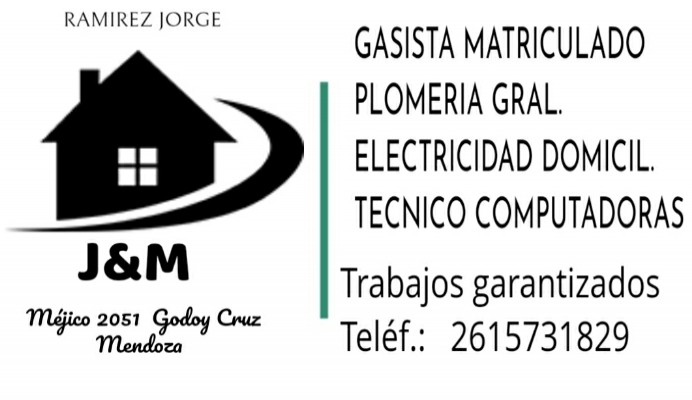 RAMIREZ JORGE
J&M
Méjico 2051 Godoy Cruz
Mendoza
GASISTA MATRICULADO
PLOMERIA GRAL.
ELECTRICIDAD DOMICIL.
TECNICO COMPUTADORAS
Trabajos garantizados
Teléf.: 2615731829